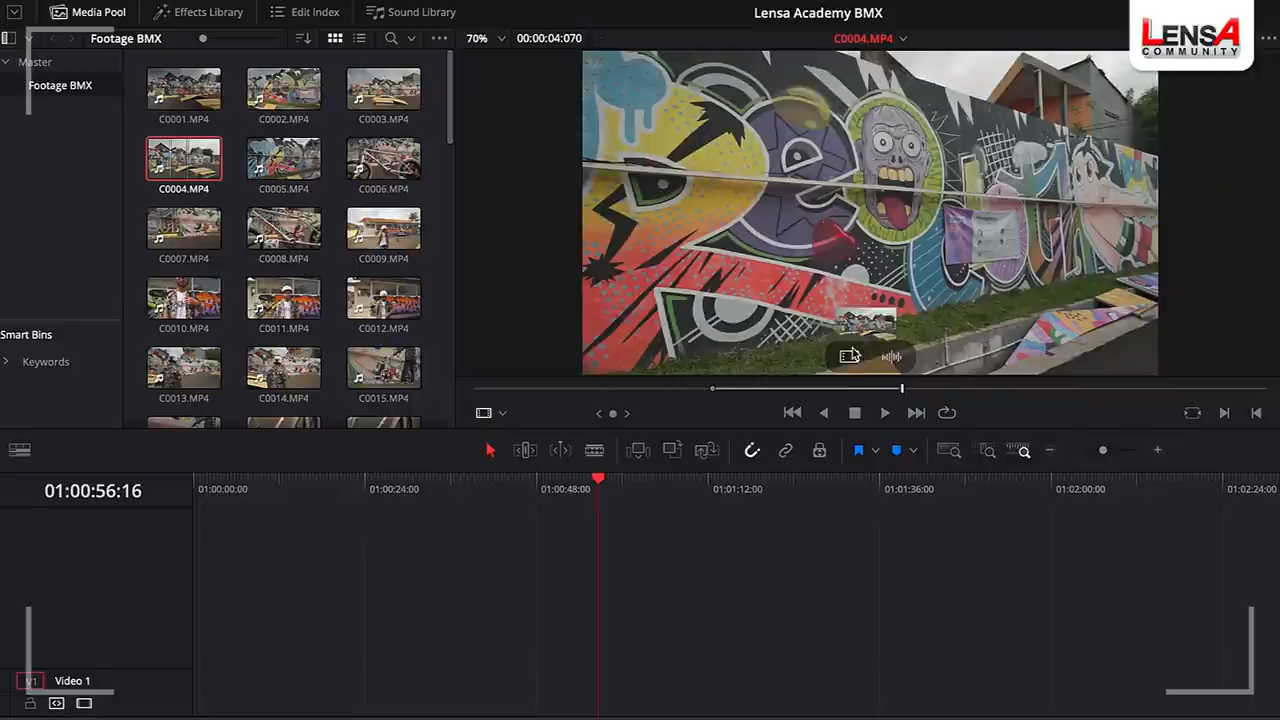 Media Pool
Effects Library
Edit Index
Sound Library
Lensa Academy BMX
Footage BMX
70%
00:00:04:070
C0004.MP4
LENSA
COMMUNITY
Master
Footage BMX
C0001.MP4
C0002.MP4
C0003.MP4
C0004.MP4
C0005.MP4
C0006.MP4
C0007.MP4
C0008.MP4
C0009.MP4
C0010.MP4
C0011.MP4
C0012.MP4
Smart Bins
Keywords
C0013.MP4
C0014.MP4
C0015.MP4
01:00:56:16
01:00:00:00
01:00:24:00
01:00:48:00
01:01:12:00
01:01:36:00
01:02:00:00
01:02:24:00
V1
Video 1